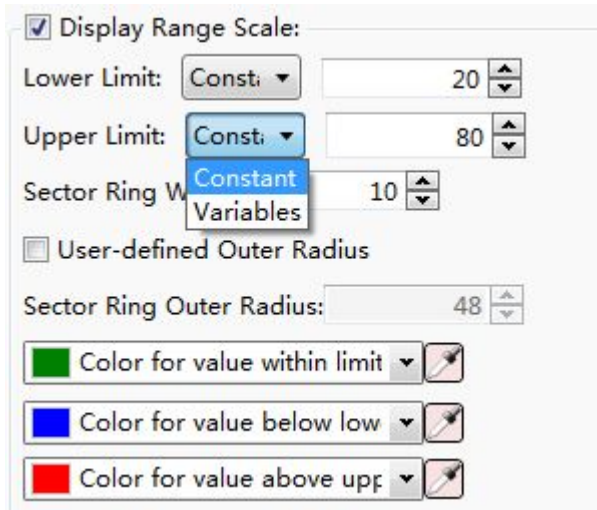 Display Range Scale:
Lower Limit: Consta 20
Upper Limit: Consta 80
Constant
Variables
Sector Ring W 10
User-defined Outer Radius
Sector Ring Outer Radius: 48
Color for value within limit
Color for value below low
Color for value above upp